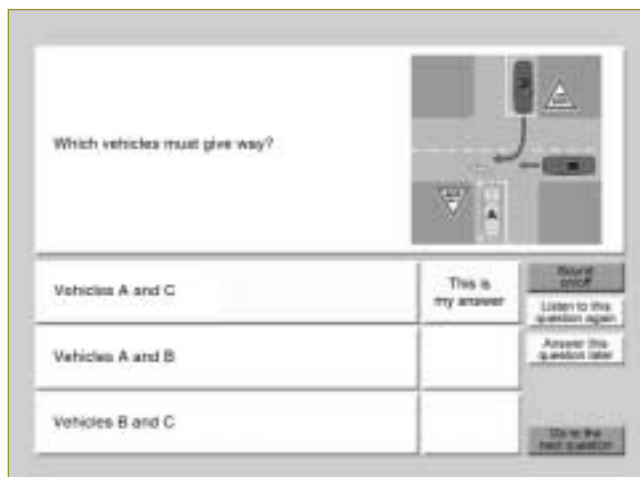 Which vehicles must give way?
A
Vehicles A and C
This is
my answer
Sound
on/off
Listen to this
question again
Vehicles A and B
Answer this
question later
Vehicles B and C
Go to the
next question